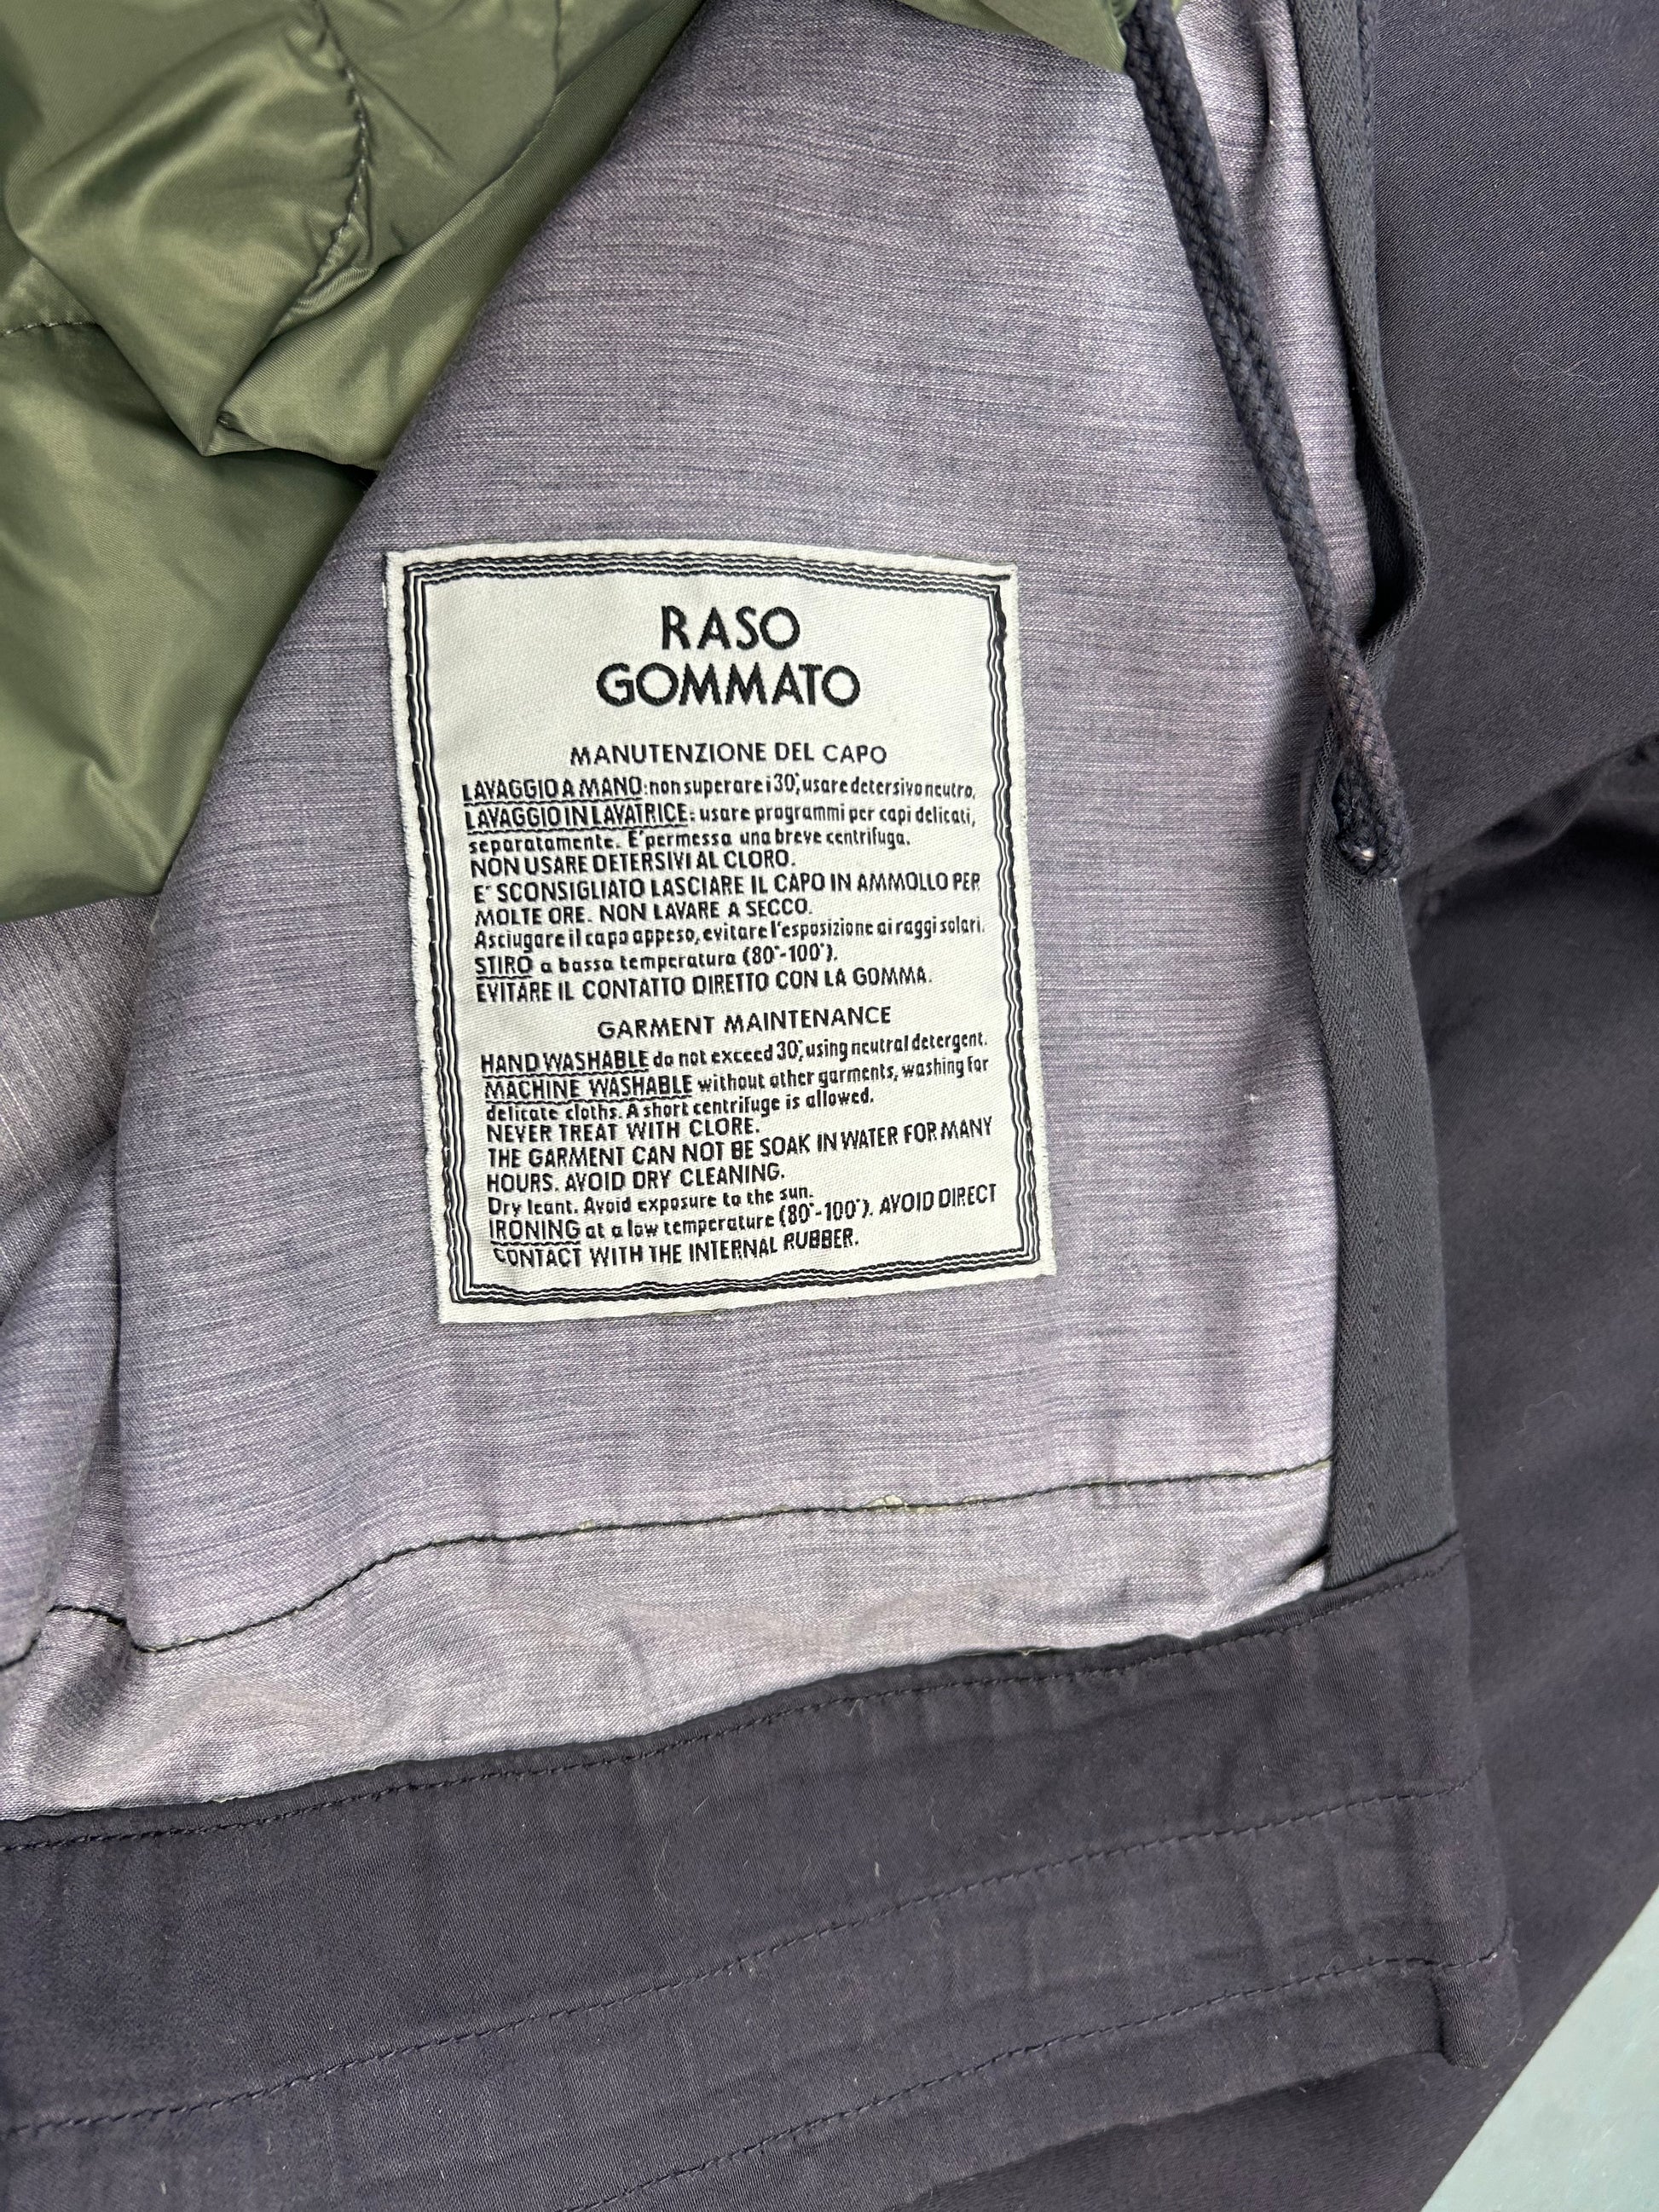 RASO
GOMMATO
MANUTENZIONE DEL CAPO
LAVAGGIO A MANO: non superare i 30°, usare detersivo neutro,
LAVAGGIO IN LAVATRICE: usare programmi per capi delicati,
separatamente. E' permessa una breve centrifuga.
NON USARE DETERSIVI AL CLORO.
E' SCONSIGLIATO LASCIARE IL CAPO IN AMMOLLO PER
MOLTE ORE. NON LAVARE A SECCO.
Asciugare il capo appeso, evitare l'esposizione ai raggi solari.
STIRO a bassa temperatura (80°-100°).
EVITARE IL CONTATTO DIRETTO CON LA GOMMA.
GARMENT MAINTENANCE
HAND WASHABLE do not exceed 30°, using neutral detergent.
MACHINE WASHABLE without other garments, washing for
delicate cloths. A short centrifuge is allowed.
NEVER TREAT WITH CLORE.
THE GARMENT CAN NOT BE SOAK IN WATER FOR MANY
HOURS. AVOID DRY CLEANING.
Dry leant. Avoid exposure to the sun.
IRONING at a low temperature (80°-100°). AVOID DIRECT
CONTACT WITH THE INTERNAL RUBBER.